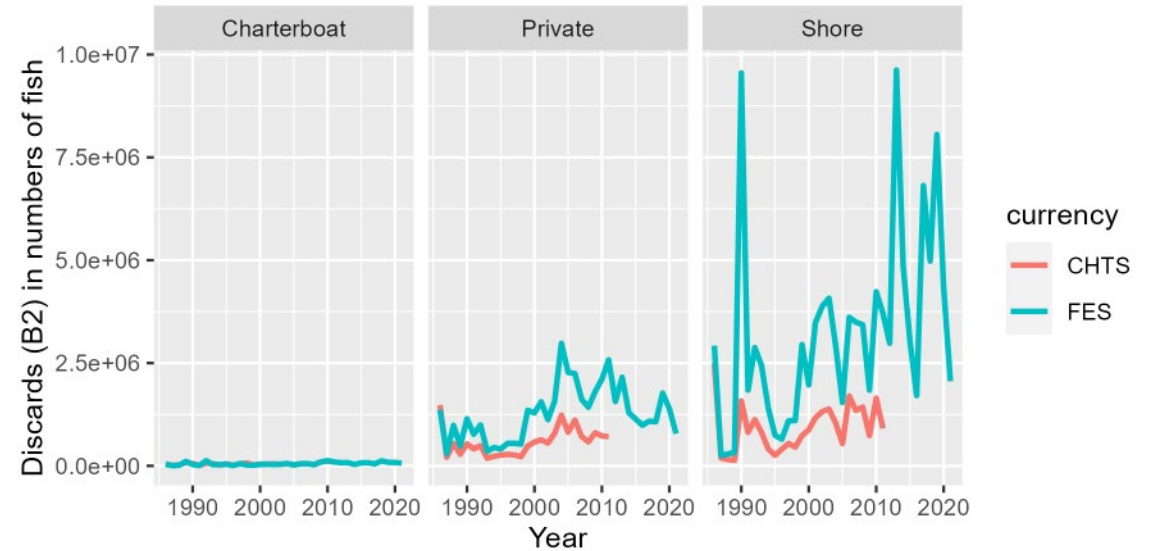 Charterboat Private Shore
1.0e+07
7.5e+06
5.0e+06
2.5e+06
0.0e+00
Discards (B2) in numbers of fish
1990 2000 2010 2020 1990 2000 2010 2020 1990 2000 2010 2020
Year
currency
CHTS
FES